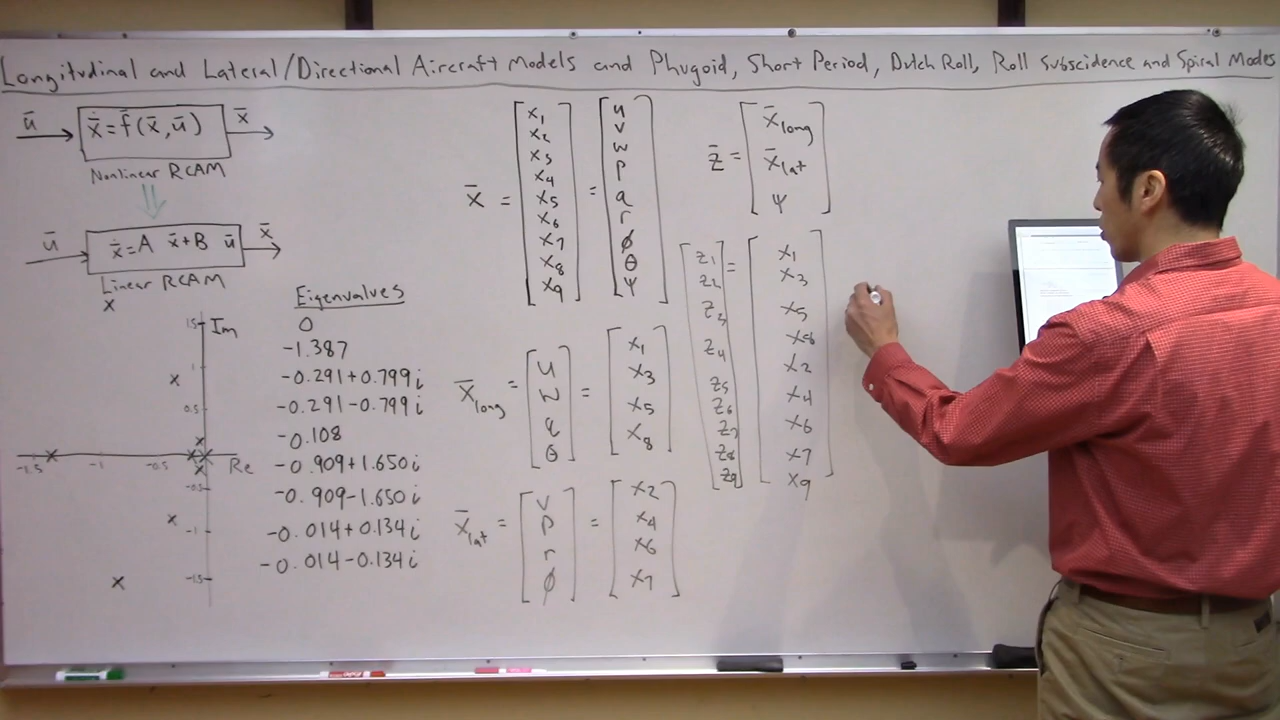 Longitudinal and Lateral/Directional Aircraft Models and Phugoid, Short Period, Dutch Roll, Roll Subscidence and Spiral Modes
ū
ẋ̄ = f̄(x̄, ū)
x̄
Nonlinear RCAM
ū
ẋ̄ = A x̄ + B ū
x̄
Linear RCAM
1.5
Im
1
0.5
-1.5
-1
-0.5
Re
-0.5
-1
-1.5
Eigenvalues
0
-1.387
-0.291+0.799i
-0.291-0.799i
-0.108
-0.909+1.650i
-0.909-1.650i
-0.014+0.134i
-0.014-0.134i
x̄ =
x1
x2
x3
x4
x5
x6
x7
x8
x9
=
u
v
w
p
q
r
φ
θ
ψ
x̄long =
u
w
q
θ
=
x1
x3
x5
x8
x̄lat =
v
p
r
φ
=
x2
x4
x6
x7
z̄ =
x̄long
x̄lat
ψ
z1
z2
z3
z4
z5
z6
z7
z8
z9
=
x1
x3
x5
x8
x2
x4
x6
x7
x9